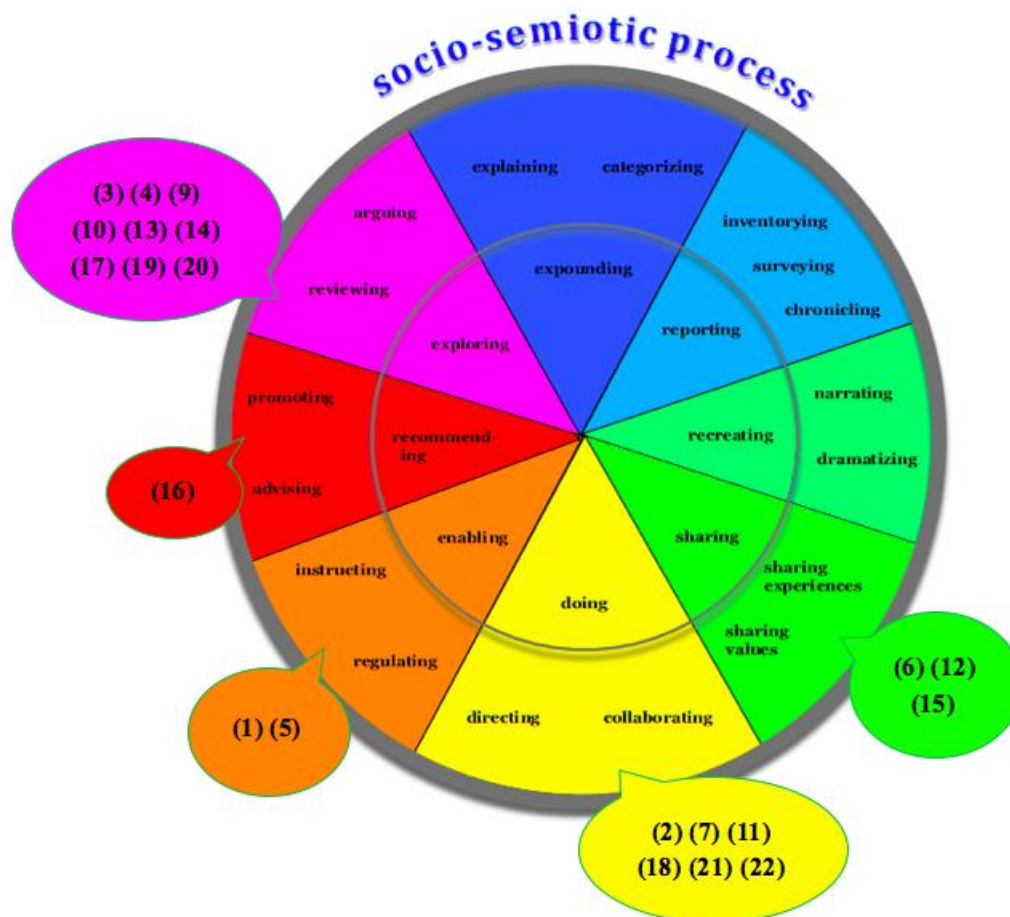 socio-semiotic process
explaining
categorizing
expounding
inventorying
surveying
chronicling
reporting
narrating
dramatizing
recreating
sharing
sharing
experiences
sharing
values
doing
directing
collaborating
enabling
instructing
regulating
recommend-
ing
promoting
advising
exploring
arguing
reviewing
(3) (4) (9)
(10) (13) (14)
(17) (19) (20)
(16)
(1) (5)
(2) (7) (11)
(18) (21) (22)
(6) (12)
(15)